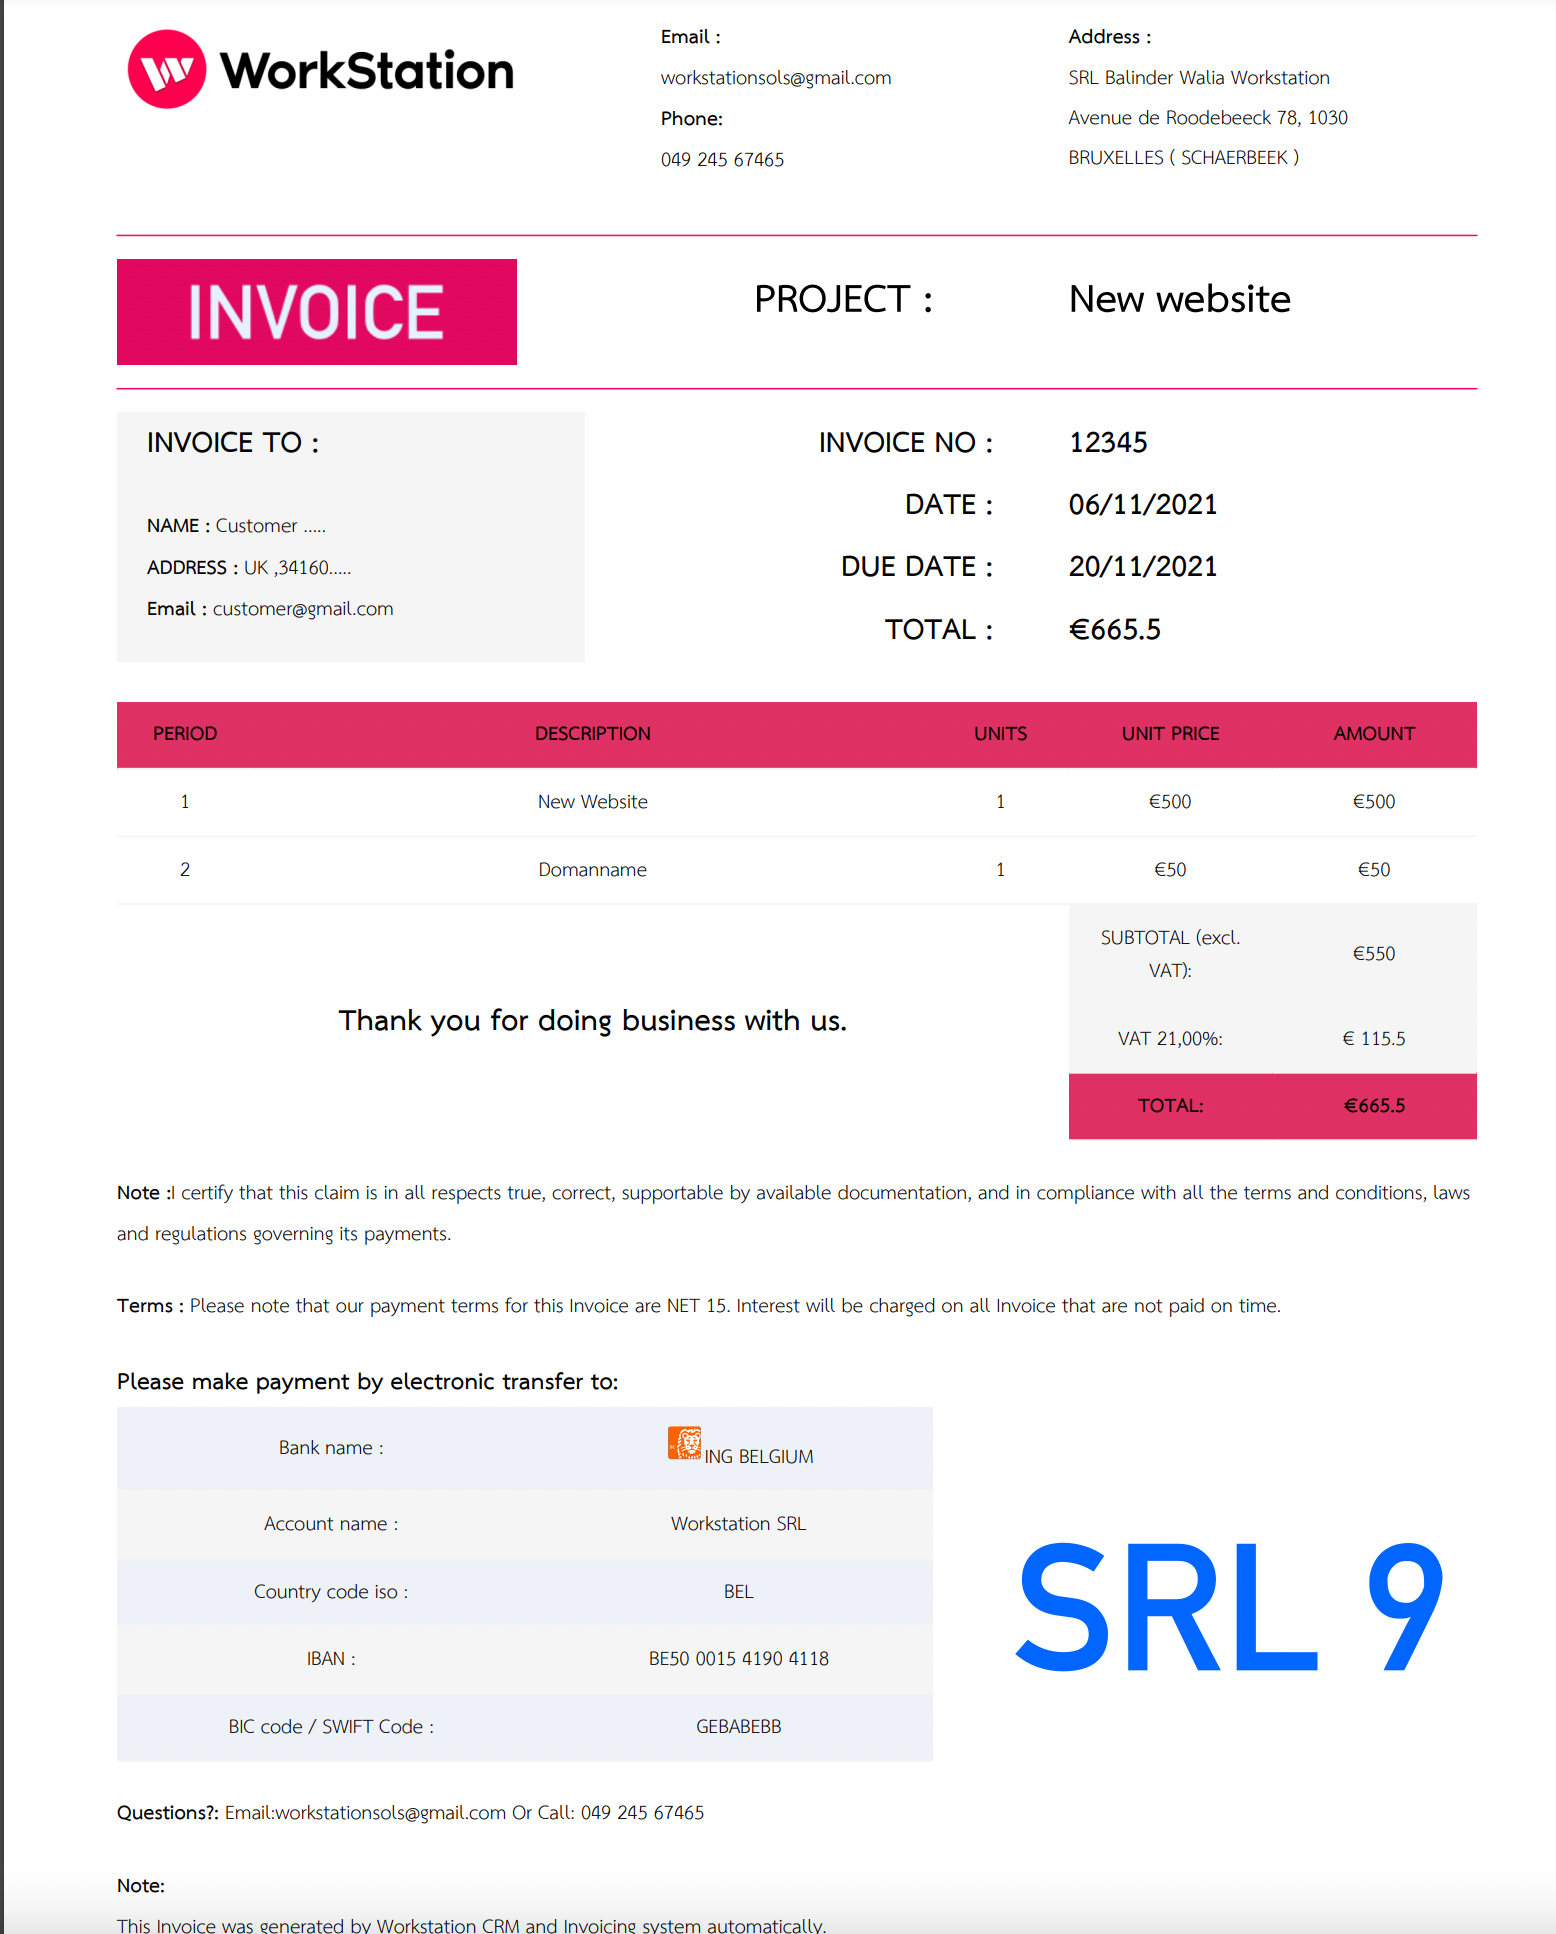 WorkStation
Email :
workstationsols@gmail.com
Phone:
049 245 67465
Address :
SRL Balinder Walia Workstation
Avenue de Roodebeeck 78, 1030
BRUXELLES ( SCHAERBEEK )
INVOICE
PROJECT : New website
INVOICE TO :
NAME : Customer .....
ADDRESS : UK ,34160.....
Email : customer@gmail.com
INVOICE NO : 12345
DATE : 06/11/2021
DUE DATE : 20/11/2021
TOTAL : €665.5
PERIOD DESCRIPTION UNITS UNIT PRICE AMOUNT
1 New Website 1 €500 €500
2 Domanname 1 €50 €50
SUBTOTAL (excl.
VAT): €550
Thank you for doing business with us.
VAT 21,00%: € 115.5
TOTAL: €665.5
Note :I certify that this claim is in all respects true, correct, supportable by available documentation, and in compliance with all the terms and conditions, laws
and regulations governing its payments.
Terms : Please note that our payment terms for this Invoice are NET 15. Interest will be charged on all Invoice that are not paid on time.
Please make payment by electronic transfer to:
Bank name : ING BELGIUM
Account name : Workstation SRL
Country code iso : BEL
IBAN : BE50 0015 4190 4118
BIC code / SWIFT Code : GEBABEBB
SRL 9
Questions?: Email:workstationsols@gmail.com Or Call: 049 245 67465
Note:
This Invoice was generated by Workstation CRM and Invoicing system automatically.